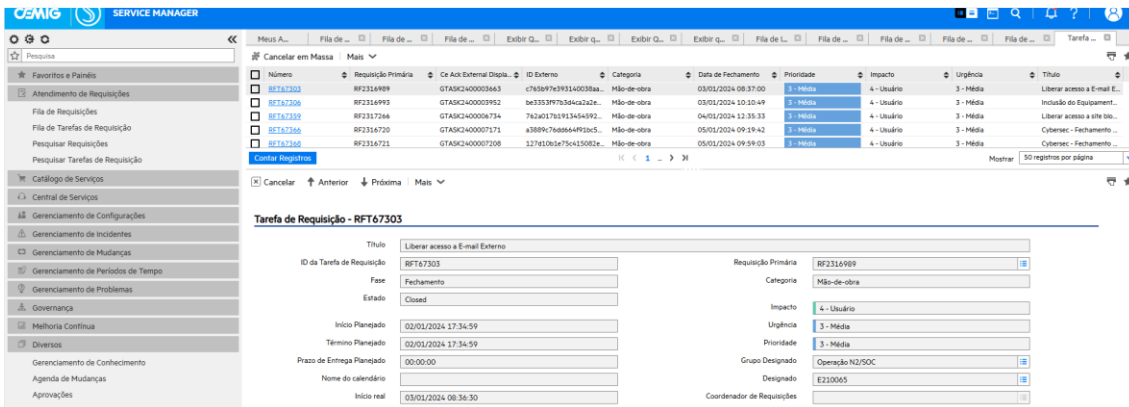 CEMIG SERVICE MANAGER
Meus A... Fila de ... Fila de ... Fila de ... Exibir Q... Exibir q... Exibir Q... Exibir q... Fila de I... Fila de ... Fila de ... Fila de ... Fila de ... Tarefa ...
Pesquisa
Cancelar em Massa Mais
Número Requisição Primária Ce Ack External Displa... ID Externo Categoria Data de Fechamento Prioridade Impacto Urgência Título
RFT67303 RF2316989 GTASK2400003663 c765b97e393140038aa... Mão-de-obra 03/01/2024 08:37:00 3 - Média 4 - Usuário 3 - Média Liberar acesso a E-mail E...
RFT67306 RF2316993 GTASK2400003952 be3353f97b3d4ca2a2e... Mão-de-obra 03/01/2024 10:10:49 3 - Média 4 - Usuário 3 - Média Inclusão do Equipament...
RFT67359 RF2317266 GTASK2400006734 762a017b1913454592... Mão-de-obra 04/01/2024 12:35:33 3 - Média 4 - Usuário 3 - Média Liberar acesso a site blo...
RFT67366 RF2316720 GTASK2400007171 a3889c76dd664f91bc5... Mão-de-obra 05/01/2024 09:19:42 3 - Média 4 - Usuário 3 - Média Cybersec - Fechamento ...
RFT67368 RF2316721 GTASK2400007208 127d10b1e75c415082e... Mão-de-obra 05/01/2024 09:59:03 3 - Média 4 - Usuário 3 - Média Cybersec - Fechamento ...
Contar Registros 1 Mostrar 50 registros por página
Favoritos e Painéis
Atendimento de Requisições
Fila de Requisições
Fila de Tarefas de Requisição
Pesquisar Requisições
Pesquisar Tarefas de Requisição
Catálogo de Serviços
Central de Serviços
Gerenciamento de Configurações
Gerenciamento de Incidentes
Gerenciamento de Mudanças
Gerenciamento de Períodos de Tempo
Gerenciamento de Problemas
Governança
Melhoria Contínua
Diversos
Gerenciamento de Conhecimento
Agenda de Mudanças
Aprovações
Cancelar Anterior Próxima Mais
Tarefa de Requisição - RFT67303
Título Liberar acesso a E-mail Externo
ID da Tarefa de Requisição RFT67303 Requisição Primária RF2316989
Fase Fechamento Categoria Mão-de-obra
Estado Closed
Impacto 4 - Usuário
Início Planejado 02/01/2024 17:34:59 Urgência 3 - Média
Término Planejado 02/01/2024 17:34:59 Prioridade 3 - Média
Prazo de Entrega Planejado 00:00:00 Grupo Designado Operação N2/SOC
Nome do calendário Designado E210065
Início real 03/01/2024 08:36:30 Coordenador de Requisições